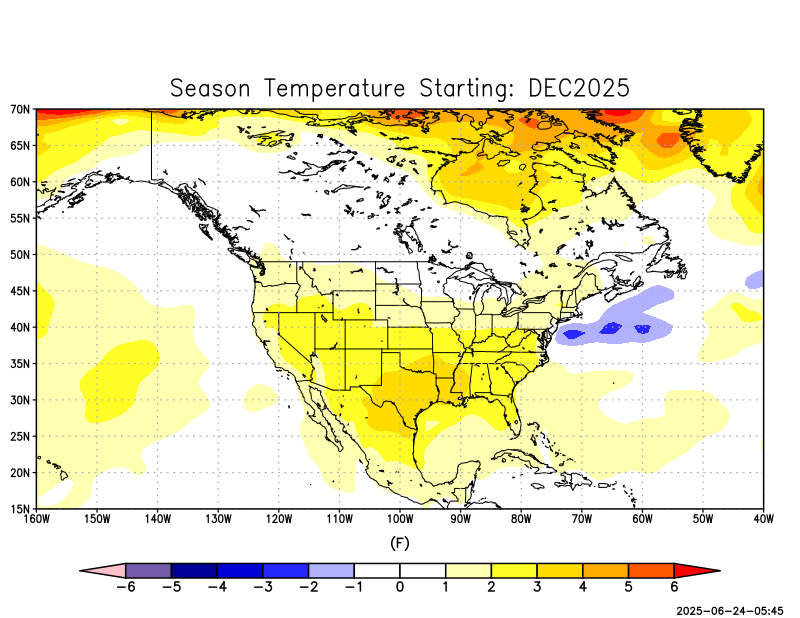 Season Temperature Starting: DEC2025
70N
65N
60N
55N
50N
45N
40N
35N
30N
25N
20N
15N
160W 150W 140W 130W 120W 110W 100W 90W 80W 70W 60W 50W 40W
(F)
−6 −5 −4 −3 −2 −1 0 1 2 3 4 5 6
2025−06−24−05:45